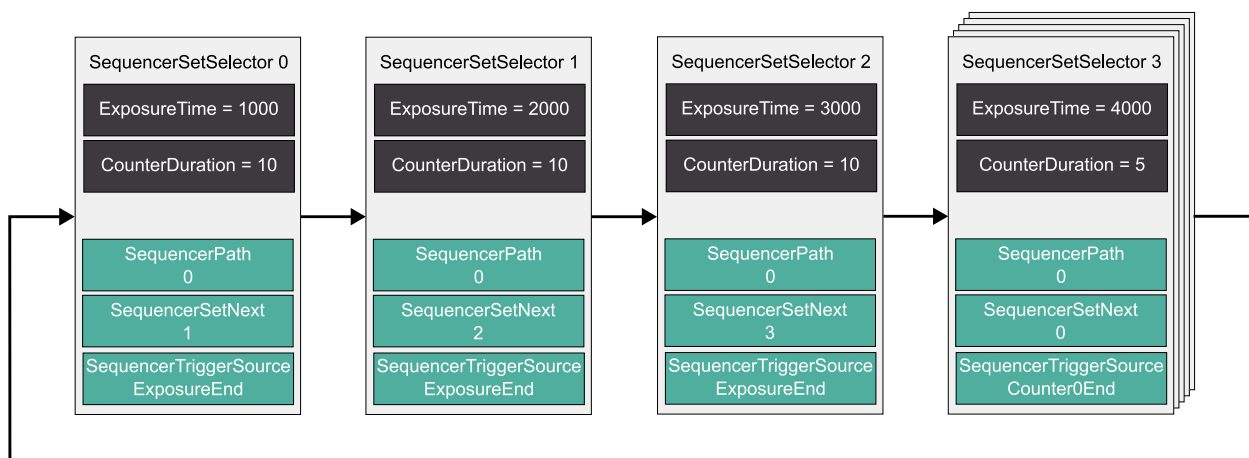 SequencerSetSelector 0
ExposureTime = 1000
CounterDuration = 10
SequencerPath
0
SequencerSetNext
1
SequencerTriggerSource
ExposureEnd
SequencerSetSelector 1
ExposureTime = 2000
CounterDuration = 10
SequencerPath
0
SequencerSetNext
2
SequencerTriggerSource
ExposureEnd
SequencerSetSelector 2
ExposureTime = 3000
CounterDuration = 10
SequencerPath
0
SequencerSetNext
3
SequencerTriggerSource
ExposureEnd
SequencerSetSelector 3
ExposureTime = 4000
CounterDuration = 5
SequencerPath
0
SequencerSetNext
0
SequencerTriggerSource
Counter0End